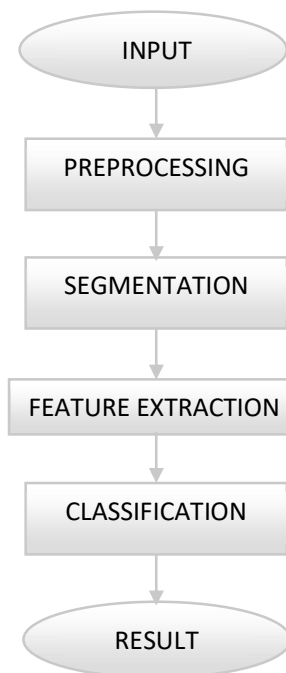 INPUT
PREPROCESSING
SEGMENTATION
FEATURE EXTRACTION
CLASSIFICATION
RESULT